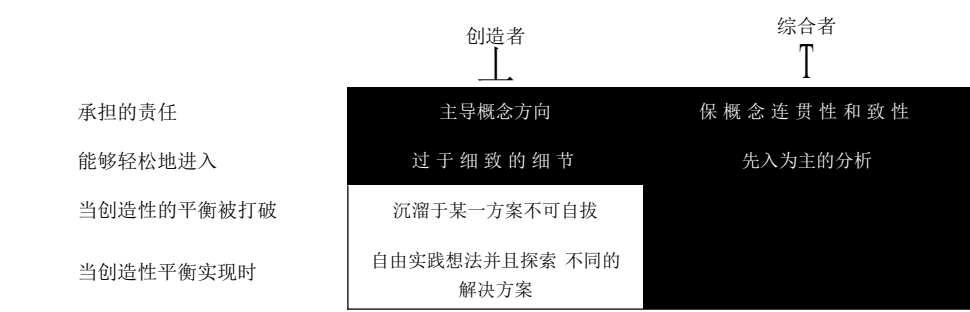 创造者
综合者
承担的责任
主导概念方向
保概念连贯性和致性
能够轻松地进入
过于细致的细节
先入为主的分析
当创造性的平衡被打破
沉溜于某一方案不可自拔
当创造性平衡实现时
自由实践想法并且探索 不同的
解决方案